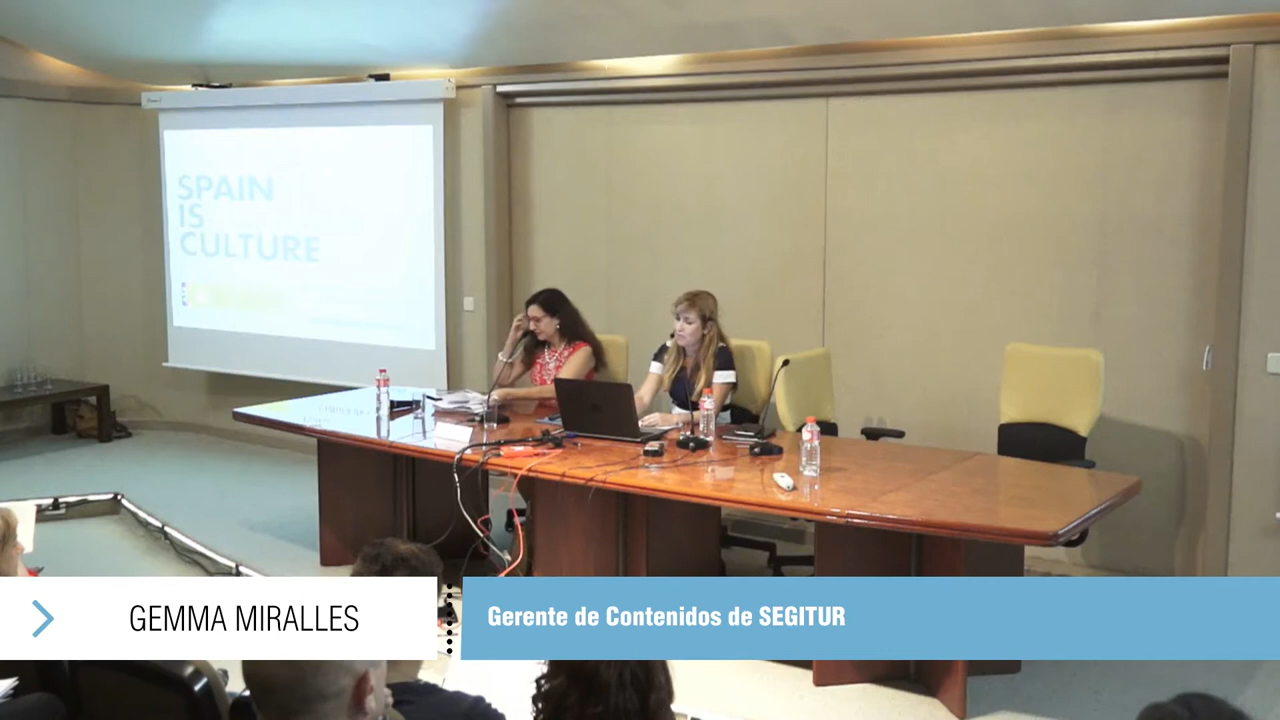 SPAIN
IS
CULTURE
GEMMA MIRALLES
Gerente de Contenidos de SEGITUR